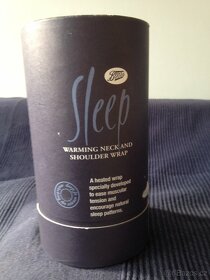 Boots
Sleep
WARMING NECK AND
SHOULDER WRAP
A heated wrap
specially developed
to ease muscular
tension and
encourage natural
sleep patterns.